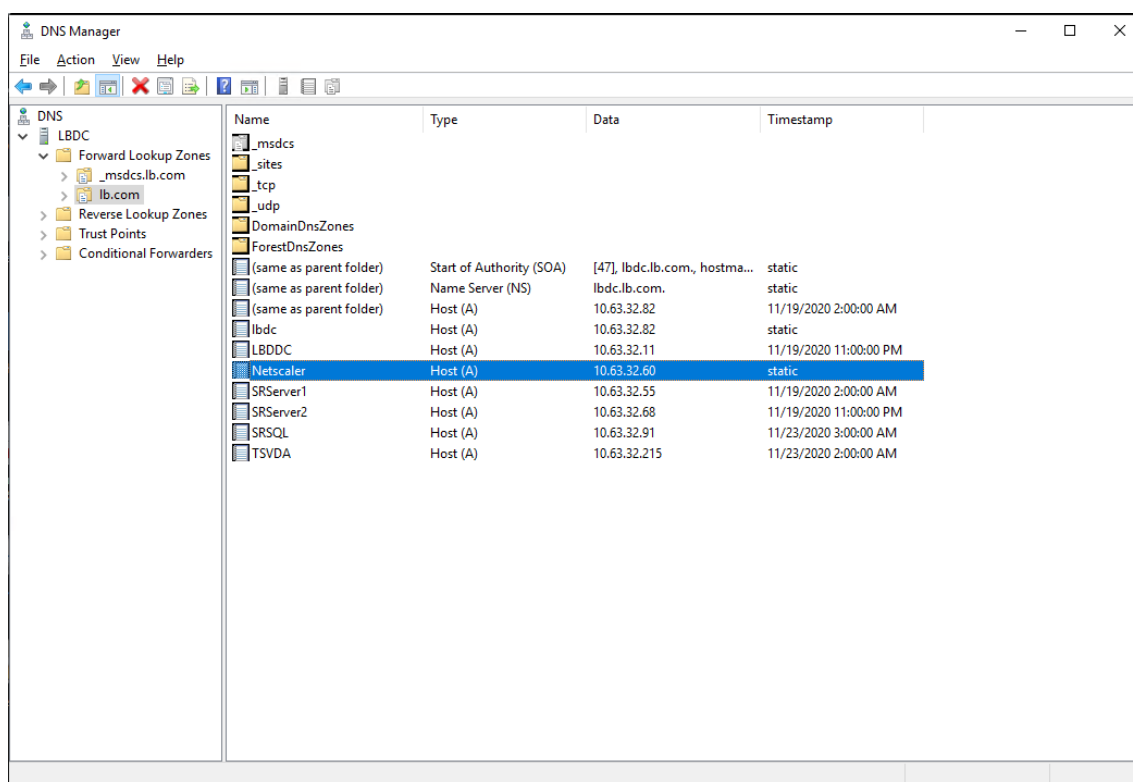 DNS Manager
File Action View Help
DNS
LBDC
Forward Lookup Zones
_msdcs.lb.com
lb.com
Reverse Lookup Zones
Trust Points
Conditional Forwarders
Name Type Data Timestamp
_msdcs
_sites
_tcp
_udp
DomainDnsZones
ForestDnsZones
(same as parent folder) Start of Authority (SOA) [47], lbdc.lb.com., hostma... static
(same as parent folder) Name Server (NS) lbdc.lb.com. static
(same as parent folder) Host (A) 10.63.32.82 11/19/2020 2:00:00 AM
lbdc Host (A) 10.63.32.82 static
LBDDC Host (A) 10.63.32.11 11/19/2020 11:00:00 PM
Netscaler Host (A) 10.63.32.60 static
SRServer1 Host (A) 10.63.32.55 11/19/2020 2:00:00 AM
SRServer2 Host (A) 10.63.32.68 11/19/2020 11:00:00 PM
SRSQL Host (A) 10.63.32.91 11/23/2020 3:00:00 AM
TSVDA Host (A) 10.63.32.215 11/23/2020 2:00:00 AM